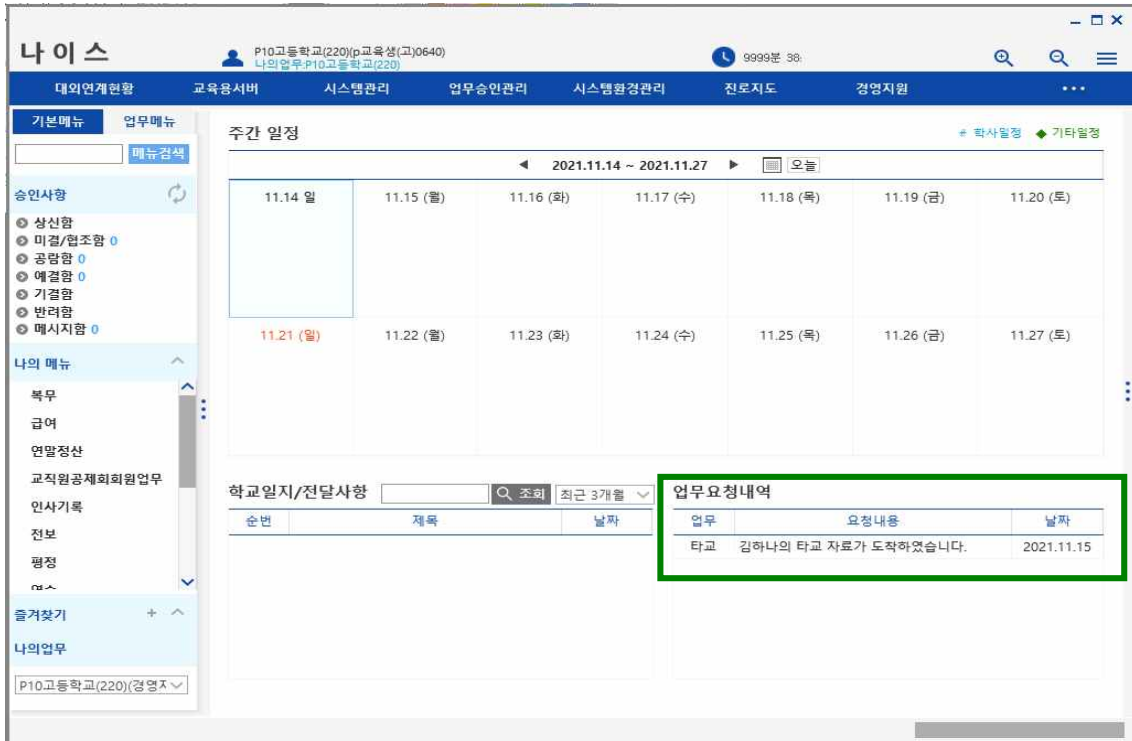 나이스
P10고등학교(220)(p교육생(고)0640)
나의업무:P10고등학교(220)
9999분 38
대외연계현황 교육용서버 시스템관리 업무승인관리 시스템환경관리 진로지도 경영지원 ...
기본메뉴 업무메뉴
메뉴검색
승인사항
상신함
미결/협조함 0
공람함 0
예결함 0
기결함
반려함
메시지함 0
나의 메뉴
복무
급여
연말정산
교직원공제회회원업무
인사기록
전보
평정
즐겨찾기 +
나의업무
P10고등학교(220)(경영지
주간 일정
# 학사일정 ◆ 기타일정
◀ 2021.11.14 ~ 2021.11.27 ▶ 오늘
11.14 일 11.15 (월) 11.16 (화) 11.17 (수) 11.18 (목) 11.19 (금) 11.20 (토)
11.21 (일) 11.22 (월) 11.23 (화) 11.24 (수) 11.25 (목) 11.26 (금) 11.27 (토)
학교일지/전달사항 조회 최근 3개월
순번 제목 날짜
업무요청내역
업무 요청내용 날짜
타교 김하나의 타교 자료가 도착하였습니다. 2021.11.15